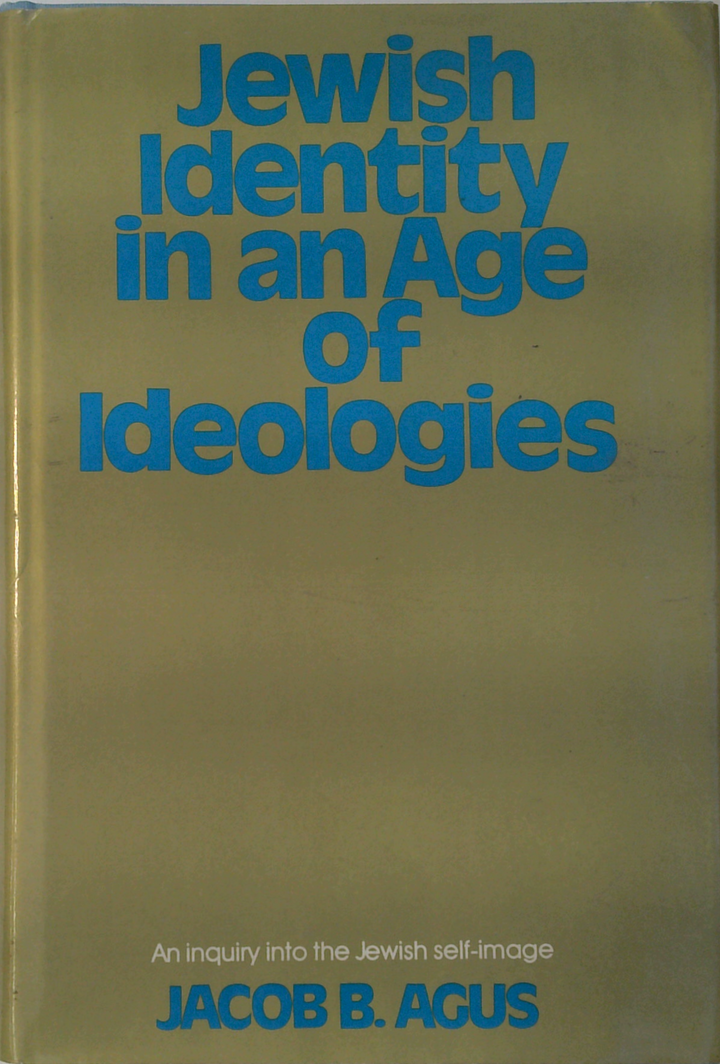 Jewish
Identity
in an Age
of
Ideologies
An inquiry into the Jewish self-image
JACOB B. AGUS